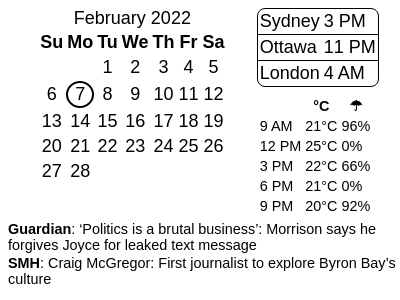 February 2022
Su Mo Tu We Th Fr Sa
1 2 3 4 5
6 7 8 9 10 11 12
13 14 15 16 17 18 19
20 21 22 23 24 25 26
27 28
Sydney 3 PM
Ottawa 11 PM
London 4 AM
°C ☂
9 AM 21°C 96%
12 PM 25°C 0%
3 PM 22°C 66%
6 PM 21°C 0%
9 PM 20°C 92%
Guardian: ‘Politics is a brutal business’: Morrison says he
forgives Joyce for leaked text message
SMH: Craig McGregor: First journalist to explore Byron Bay’s
culture